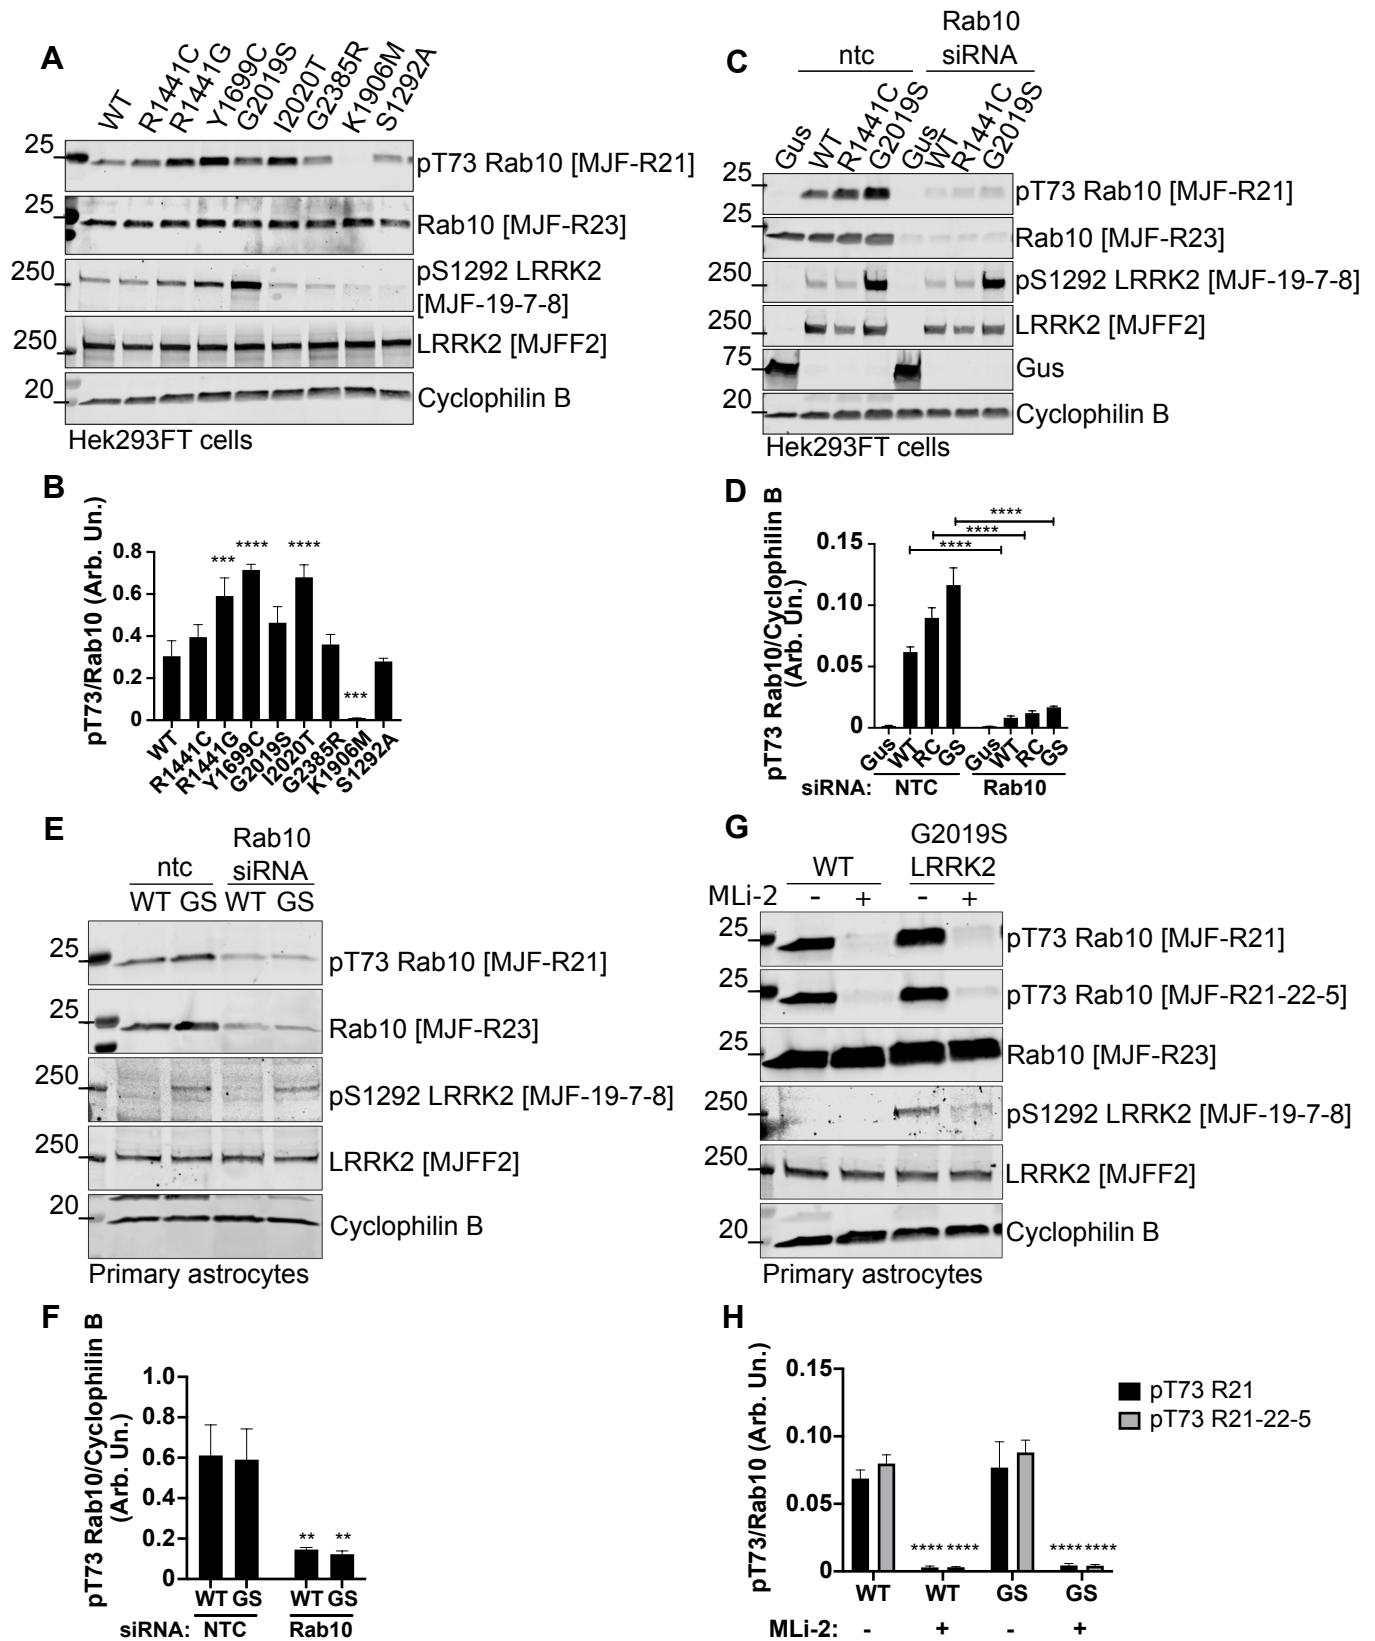 A
WT
R1441C
R1441G
Y1699C
G2019S
I2020T
G2385R
K1906M
S1292A
25
pT73 Rab10 [MJF-R21]
25
Rab10 [MJF-R23]
250
pS1292 LRRK2
[MJF-19-7-8]
250
LRRK2 [MJFF2]
20
Cyclophilin B
Hek293FT cells
C
ntc
Rab10
siRNA
Gus
WT
R1441C
G2019S
Gus
WT
R1441C
G2019S
25
pT73 Rab10 [MJF-R21]
25
Rab10 [MJF-R23]
250
pS1292 LRRK2 [MJF-19-7-8]
250
LRRK2 [MJFF2]
75
Gus
20
Cyclophilin B
Hek293FT cells
B
pT73/Rab10 (Arb. Un.)
0.8
0.6
0.4
0.2
0
***
****
****
***
WT
R1441C
R1441G
Y1699C
G2019S
I2020T
G2385R
K1906M
S1292A
D
pT73 Rab10/Cyclophilin B
(Arb. Un.)
0.15
0.10
0.05
0
****
****
****
Gus WT RC GS Gus WT RC GS
siRNA: NTC Rab10
E
ntc
Rab10
siRNA
WT GS WT GS
25
pT73 Rab10 [MJF-R21]
25
Rab10 [MJF-R23]
250
pS1292 LRRK2 [MJF-19-7-8]
250
LRRK2 [MJFF2]
20
Cyclophilin B
Primary astrocytes
G
WT
G2019S
LRRK2
MLi-2 - + - +
25
pT73 Rab10 [MJF-R21]
25
pT73 Rab10 [MJF-R21-22-5]
25
Rab10 [MJF-R23]
250
pS1292 LRRK2 [MJF-19-7-8]
250
LRRK2 [MJFF2]
20
Cyclophilin B
Primary astrocytes
F
pT73 Rab10/Cyclophilin B
(Arb. Un.)
1.0
0.8
0.6
0.4
0.2
0
** **
WT GS WT GS
siRNA: NTC Rab10
H
pT73/Rab10 (Arb. Un.)
0.15
0.10
0.05
0
pT73 R21
pT73 R21-22-5
**** **** **** ****
WT WT GS GS
MLi-2: - + - +